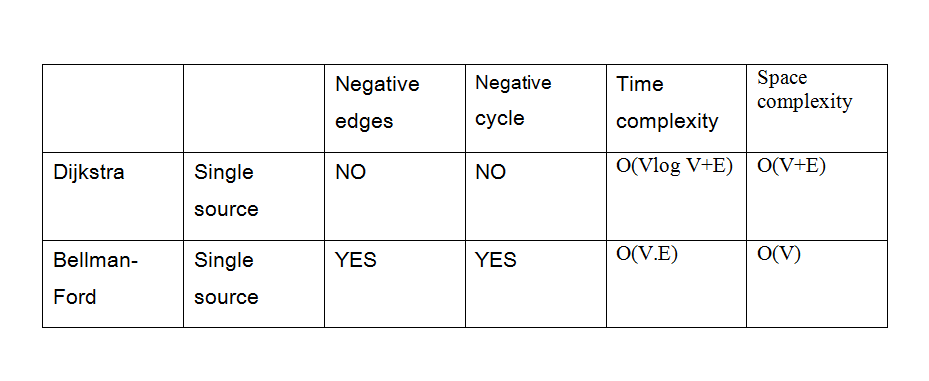 Negative edges
Negative cycle
Time complexity
Space complexity
Dijkstra
Single source
NO
NO
O(Vlog V+E)
O(V+E)
Bellman-
Ford
Single source
YES
YES
O(V.E)
O(V)